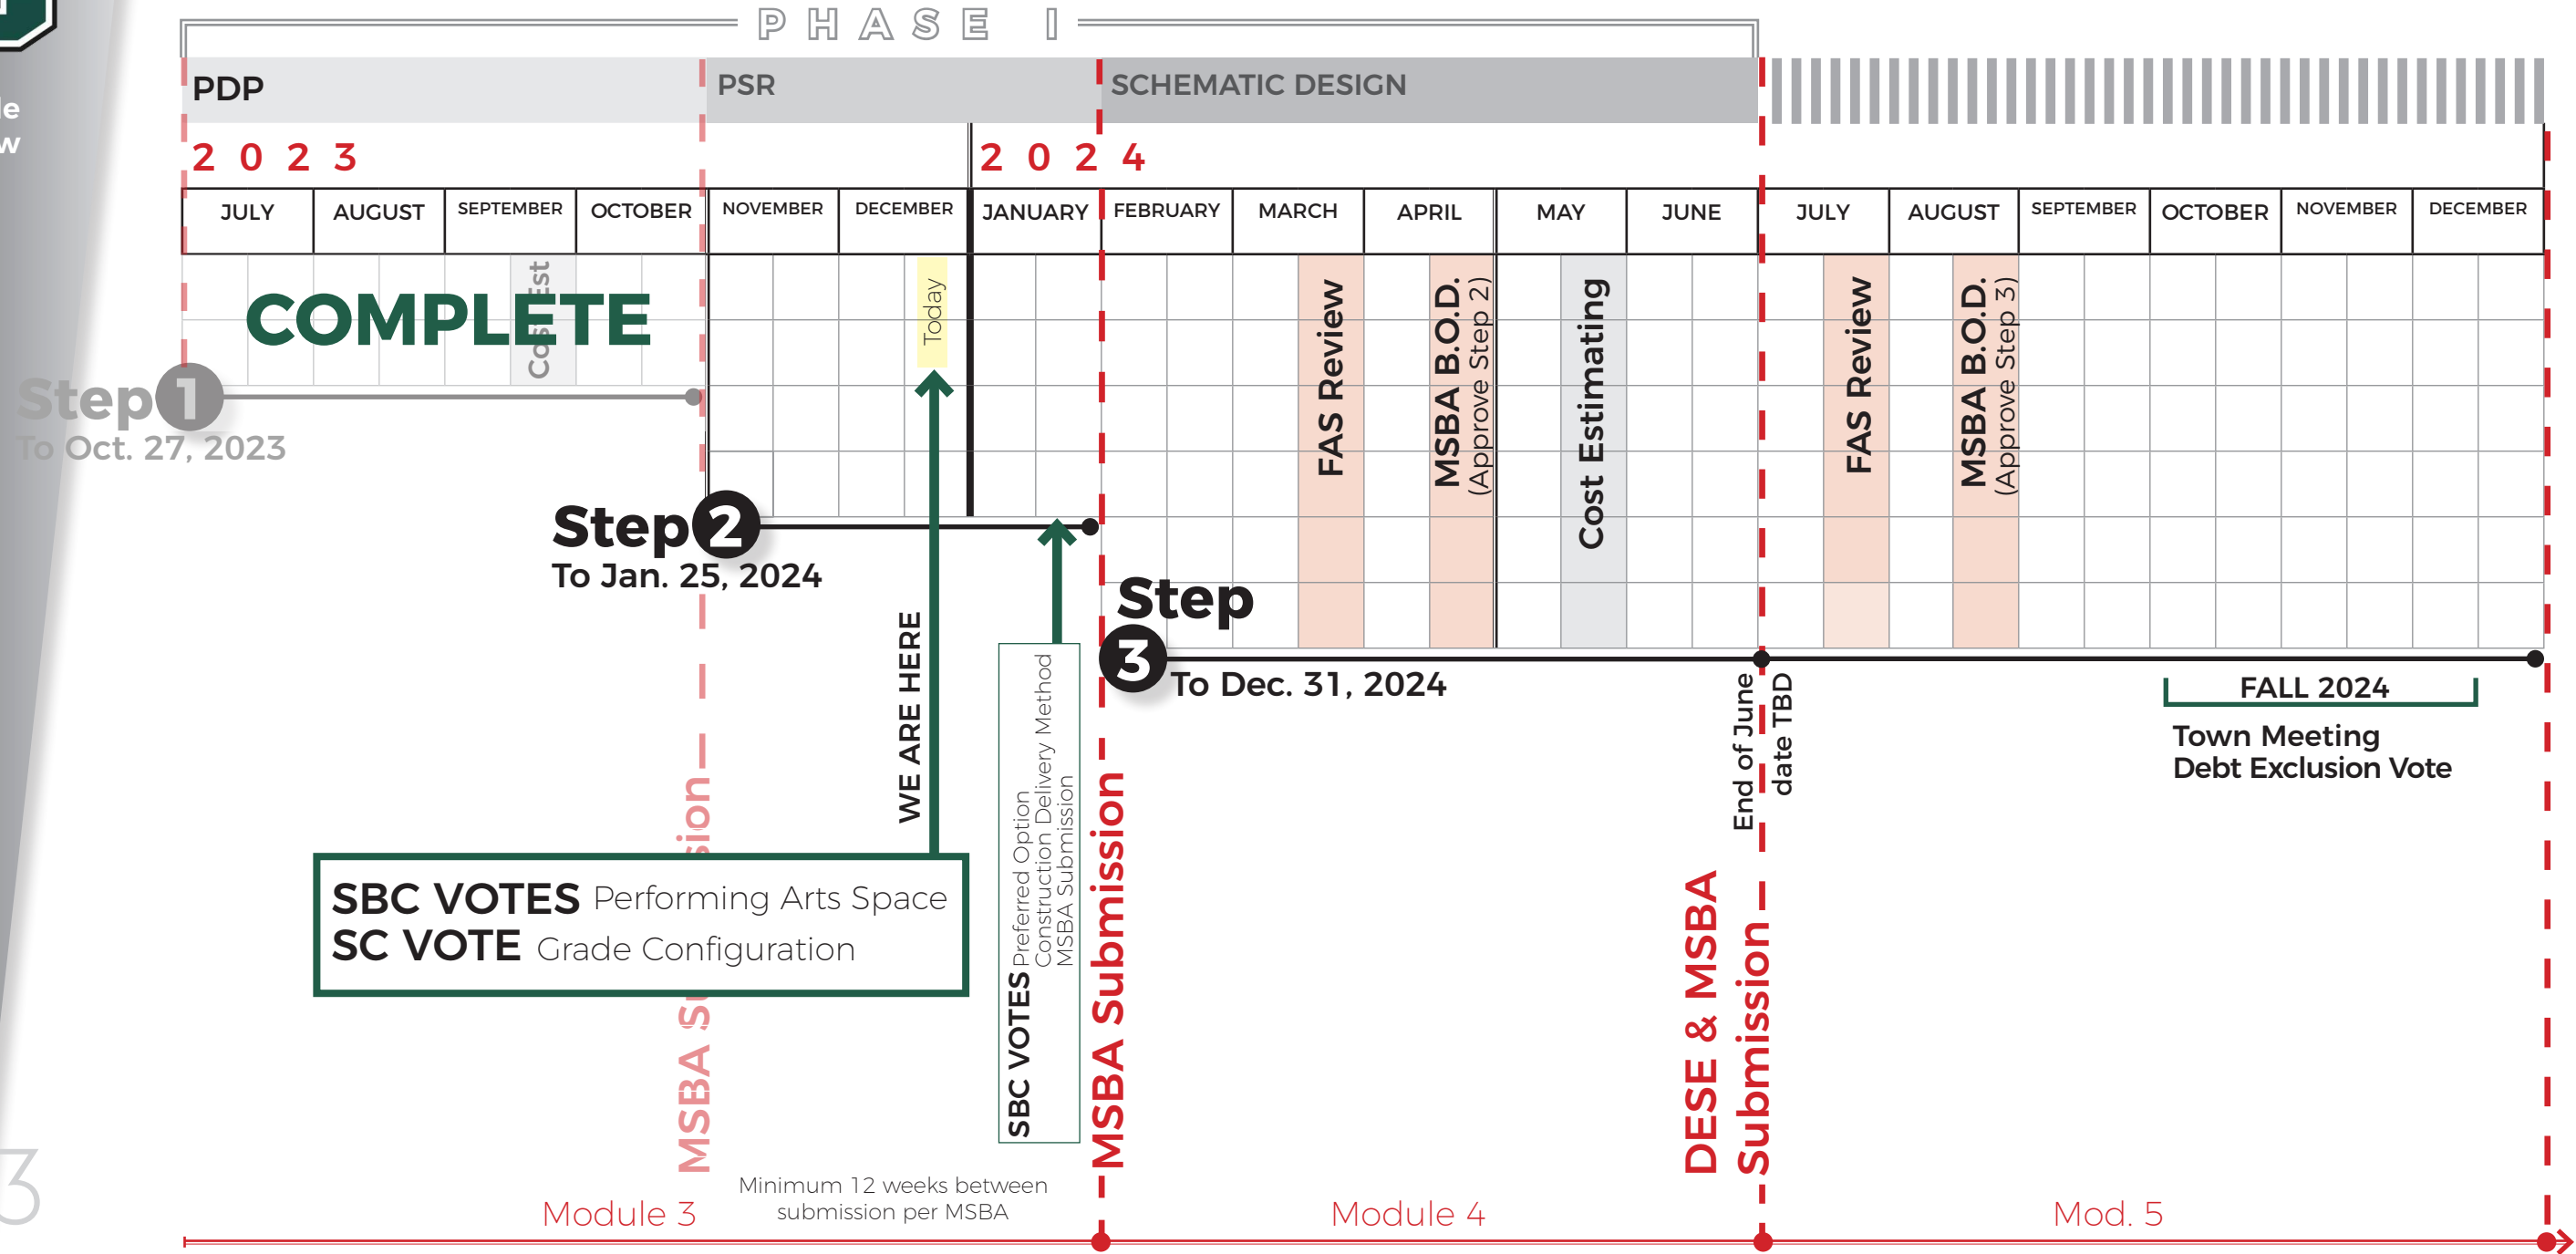 PHASE I
PDP
PSR
SCHEMATIC DESIGN
2023
2024
JULY
AUGUST
SEPTEMBER
OCTOBER
NOVEMBER
DECEMBER
JANUARY
FEBRUARY
MARCH
APRIL
MAY
JUNE
JULY
AUGUST
SEPTEMBER
OCTOBER
NOVEMBER
DECEMBER
COMPLETE
Today
FAS Review
MSBA B.O.D.
(Approve Step 2)
Cost Estimating
FAS Review
MSBA B.O.D.
(Approve Step 3)
Step 1
To Oct. 27, 2023
Step 2
To Jan. 25, 2024
Step
3
To Dec. 31, 2024
WE ARE HERE
SBC VOTES Preferred Option
Construction Delivery Method
MSBA Submission
MSBA Submission
End of June
date TBD
FALL 2024
Town Meeting
Debt Exclusion Vote
SBC VOTES Performing Arts Space
SC VOTE Grade Configuration
MSBA
DESE & MSBA
Submission
Minimum 12 weeks between
submission per MSBA
Module 3
Module 4
Mod. 5
3